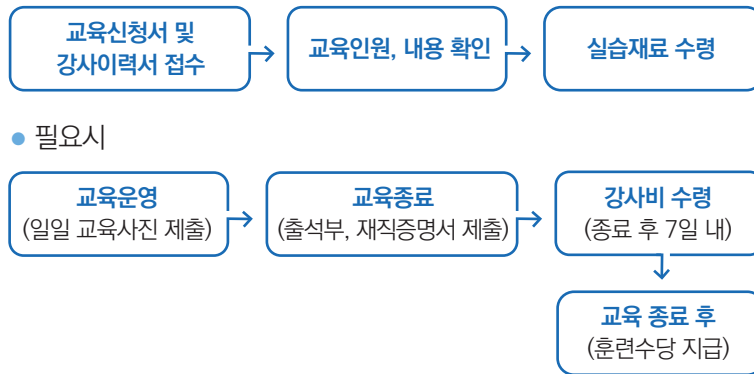 교육신청서 및
강사이력서 접수
교육인원, 내용 확인
실습재료 수령
● 필요시
교육운영
(일일 교육사진 제출)
교육종료
(출석부, 재직증명서 제출)
강사비 수령
(종료 후 7일 내)
교육 종료 후
(훈련수당 지급)